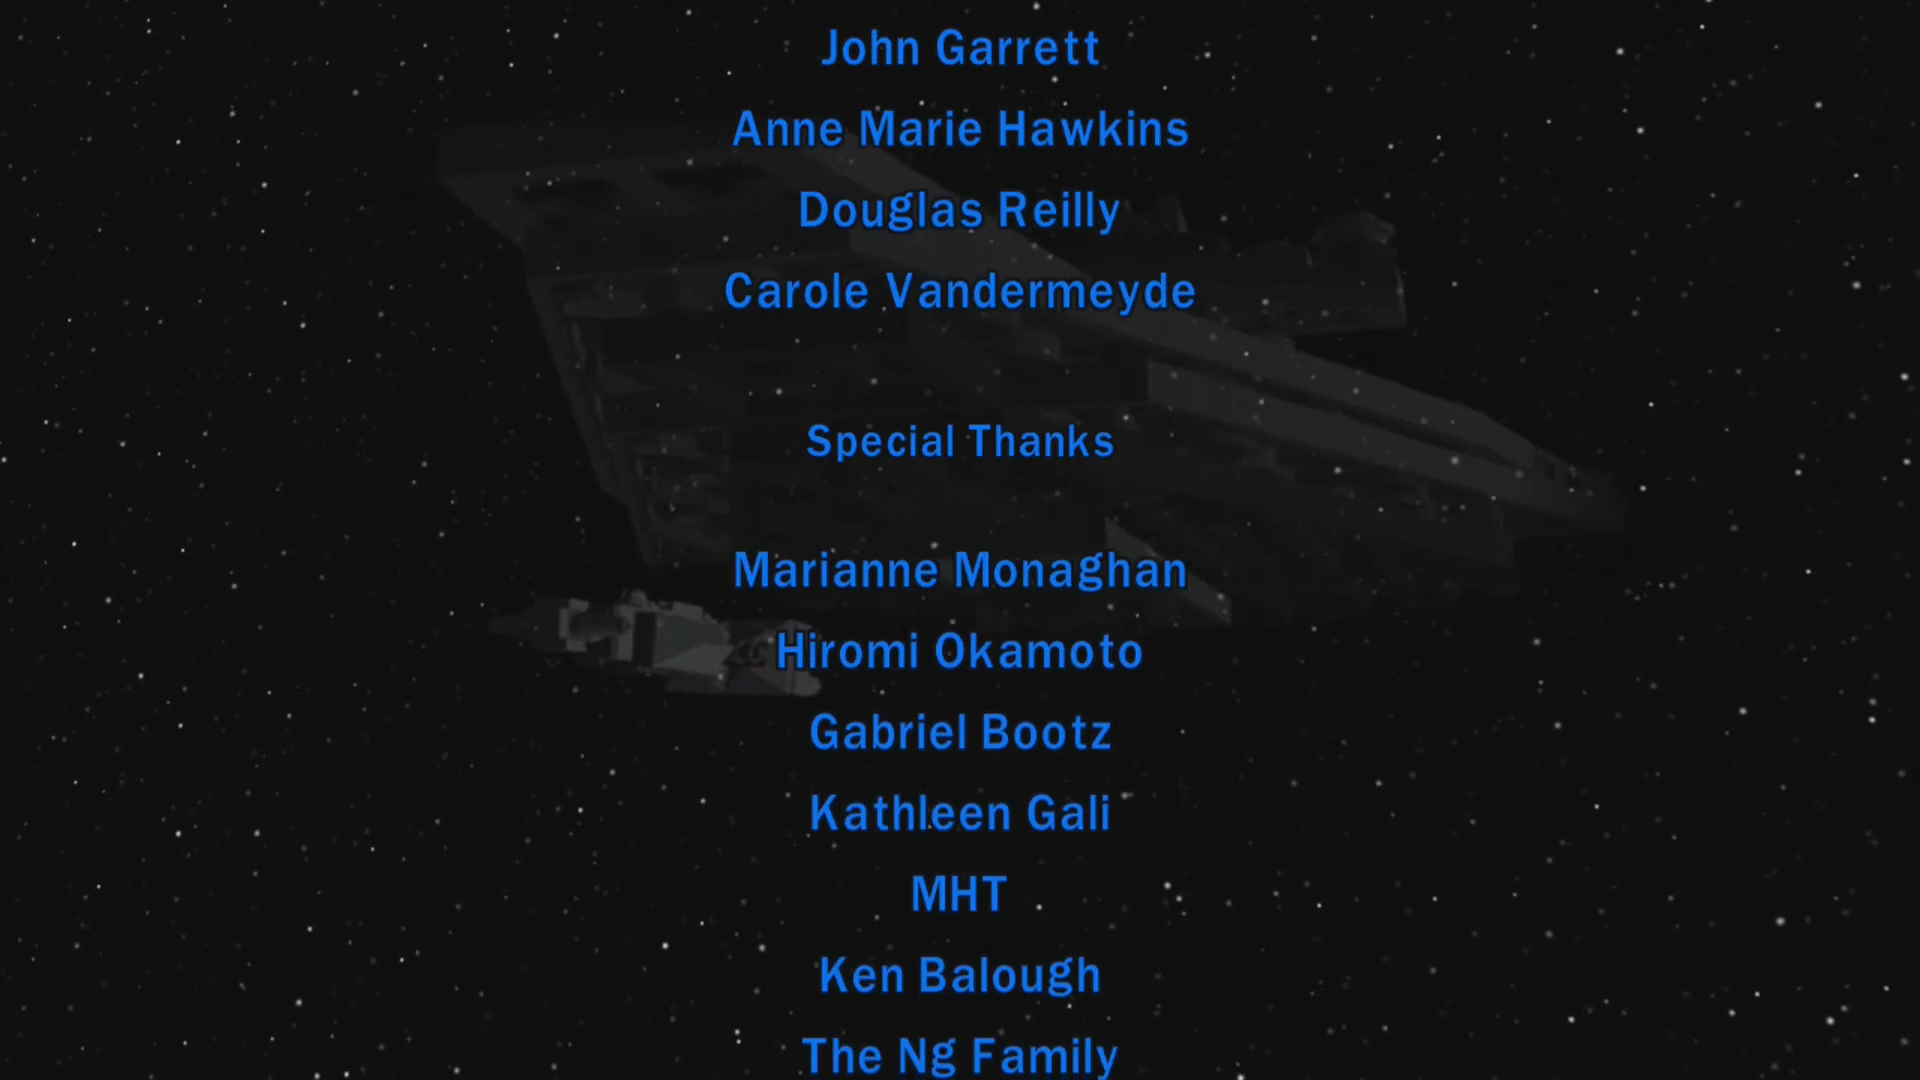 John Garrett
Anne Marie Hawkins
Douglas Reilly
Carole Vandermeyde
Special Thanks
Marianne Monaghan
Hiromi Okamoto
Gabriel Bootz
Kathleen Gali
MHT
Ken Balough
The Ng Family